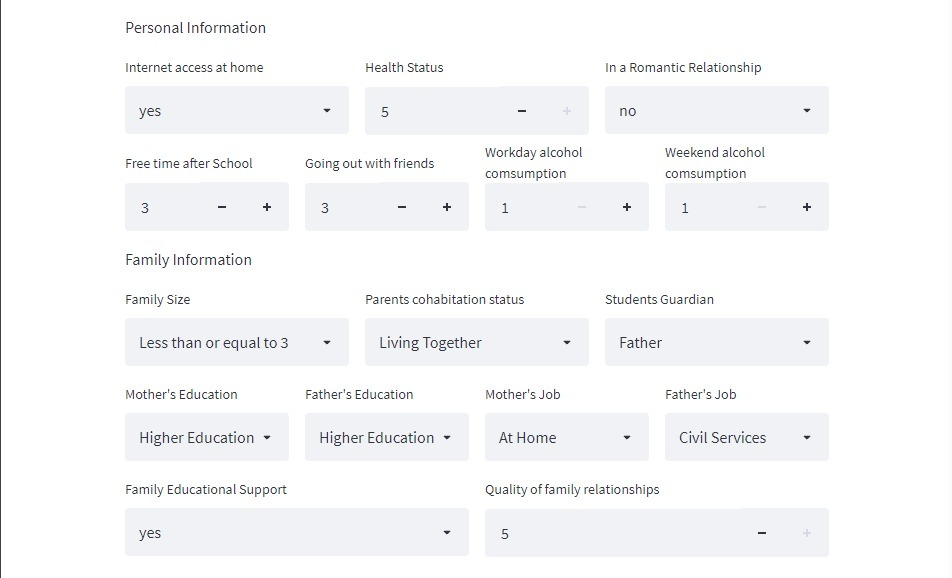 Personal Information
Internet access at home
Health Status
In a Romantic Relationship
yes
5
no
Free time after School
Going out with friends
Workday alcohol
comsumption
Weekend alcohol
comsumption
3
3
1
1
Family Information
Family Size
Parents cohabitation status
Students Guardian
Less than or equal to 3
Living Together
Father
Mother's Education
Father's Education
Mother's Job
Father's Job
Higher Education
Higher Education
At Home
Civil Services
Family Educational Support
Quality of family relationships
yes
5